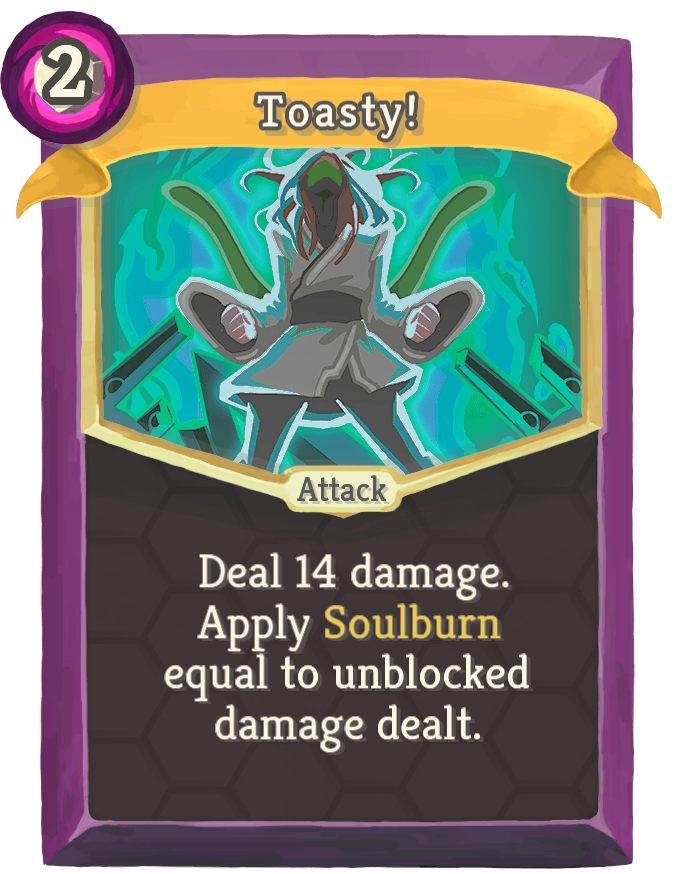 2
Toasty!
Attack
Deal 14 damage.
Apply Soulburn
equal to unblocked
damage dealt.